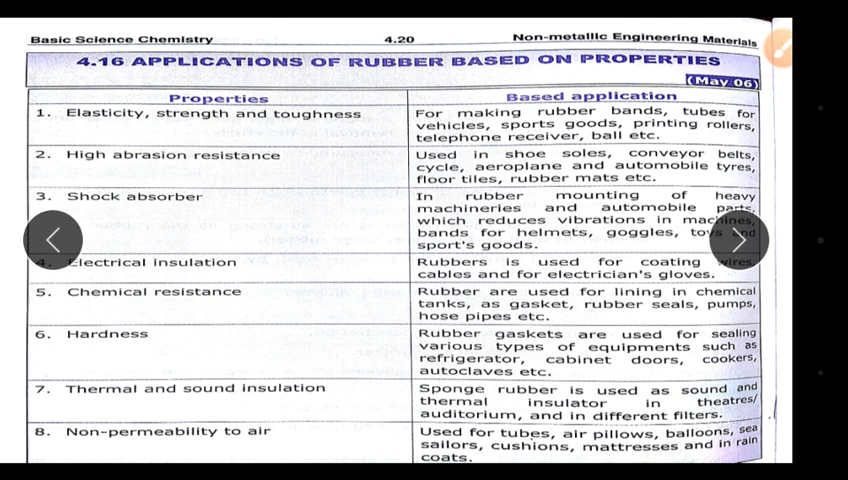 Basic Science Chemistry 4.20 Non-metallic Engineering Materials
4.16 APPLICATIONS OF RUBBER BASED ON PROPERTIES
(May 06)
Properties Based application
1. Elasticity, strength and toughness For making rubber bands, tubes for
vehicles, sports goods, printing rollers,
telephone receiver, ball etc.
2. High abrasion resistance Used in shoe soles, conveyor belts,
cycle, aeroplane and automobile tyres,
floor tiles, rubber mats etc.
3. Shock absorber In rubber mounting of heavy
machineries and automobile parts,
which reduces vibrations in machines,
bands for helmets, goggles, toys and
sport's goods.
4. Electrical insulation Rubbers is used for coating wires,
cables and for electrician's gloves.
5. Chemical resistance Rubber are used for lining in chemical
tanks, as gasket, rubber seals, pumps,
hose pipes etc.
6. Hardness Rubber gaskets are used for sealing
various types of equipments such as
refrigerator, cabinet doors, cookers,
autoclaves etc.
7. Thermal and sound insulation Sponge rubber is used as sound and
thermal insulator in theatres/
auditorium, and in different filters.
8. Non-permeability to air Used for tubes, air pillows, balloons, sea
sailors, cushions, mattresses and in rain
coats.